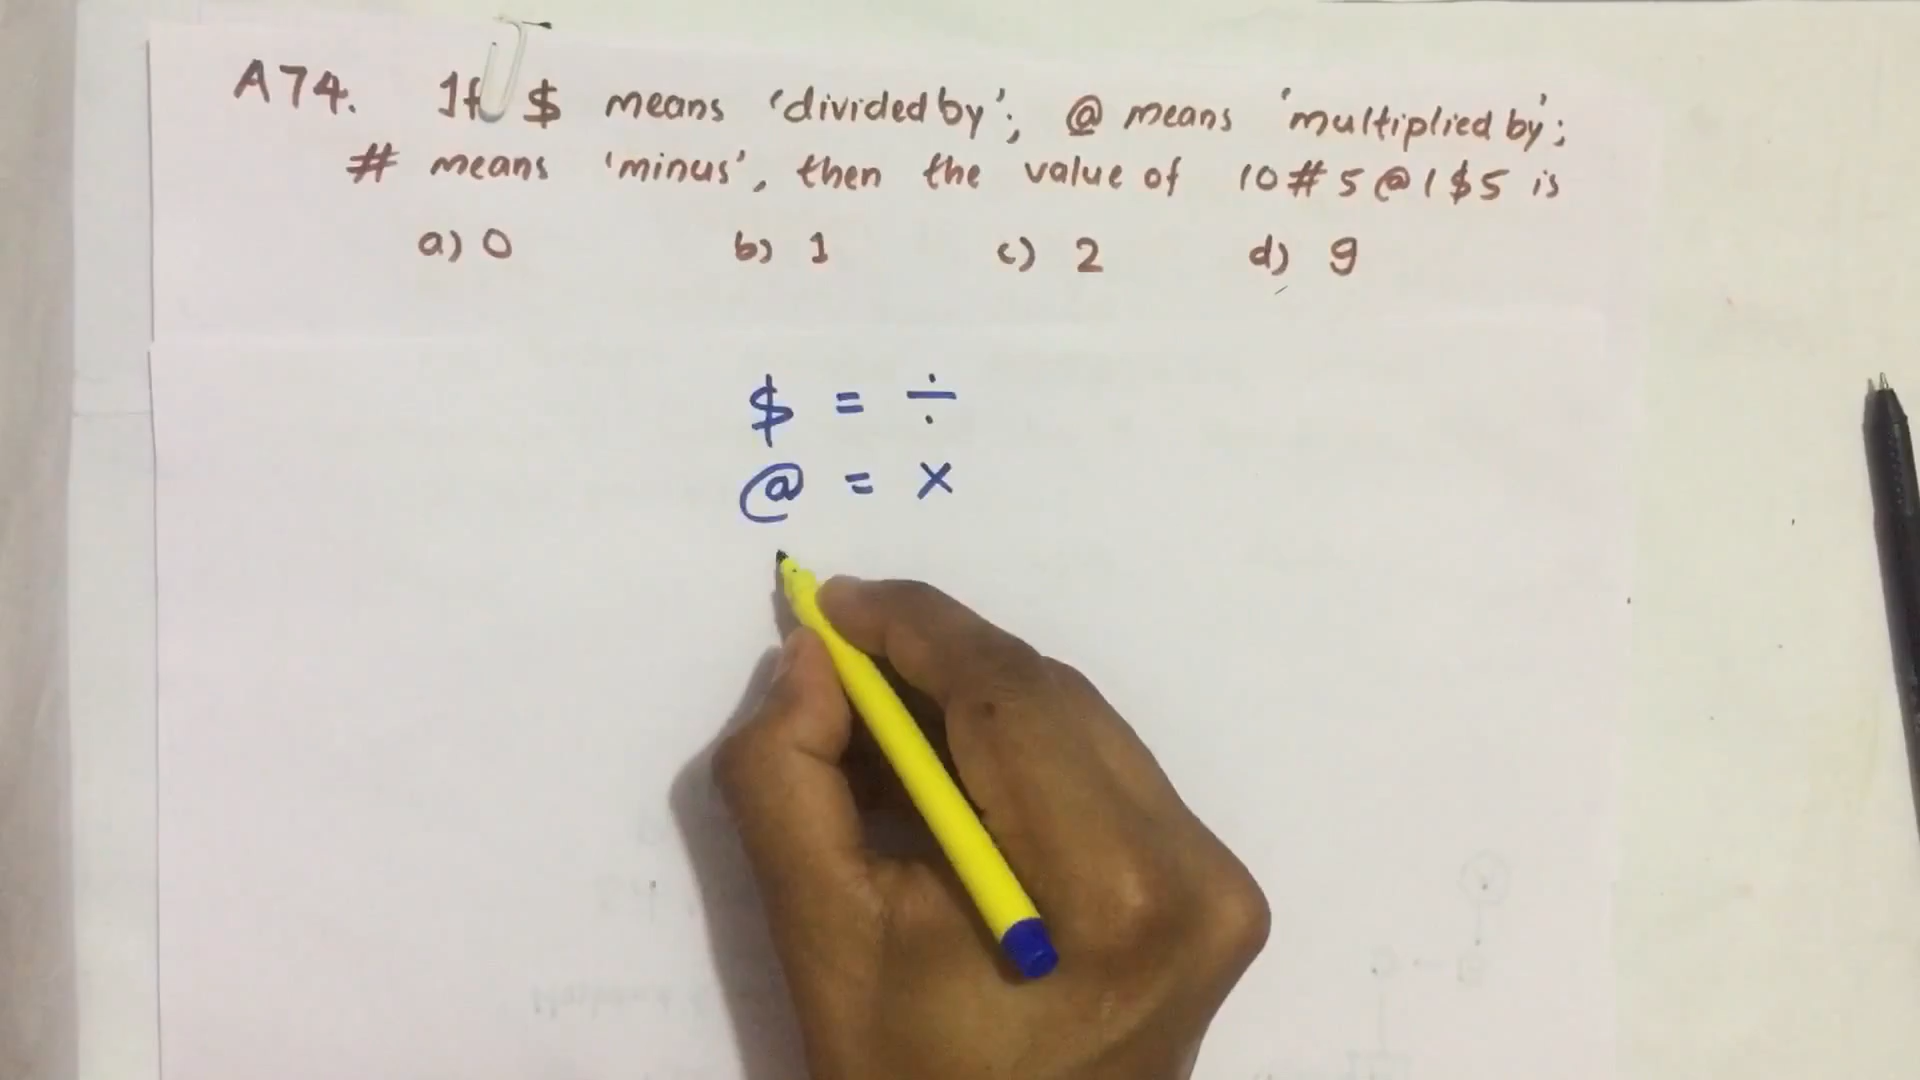 A74. If $ means 'divided by'; @ means 'multiplied by';
# means 'minus', then the value of 10#5@1$5 is
a) 0 b) 1 c) 2 d) 9
$ = ÷
@ = ×